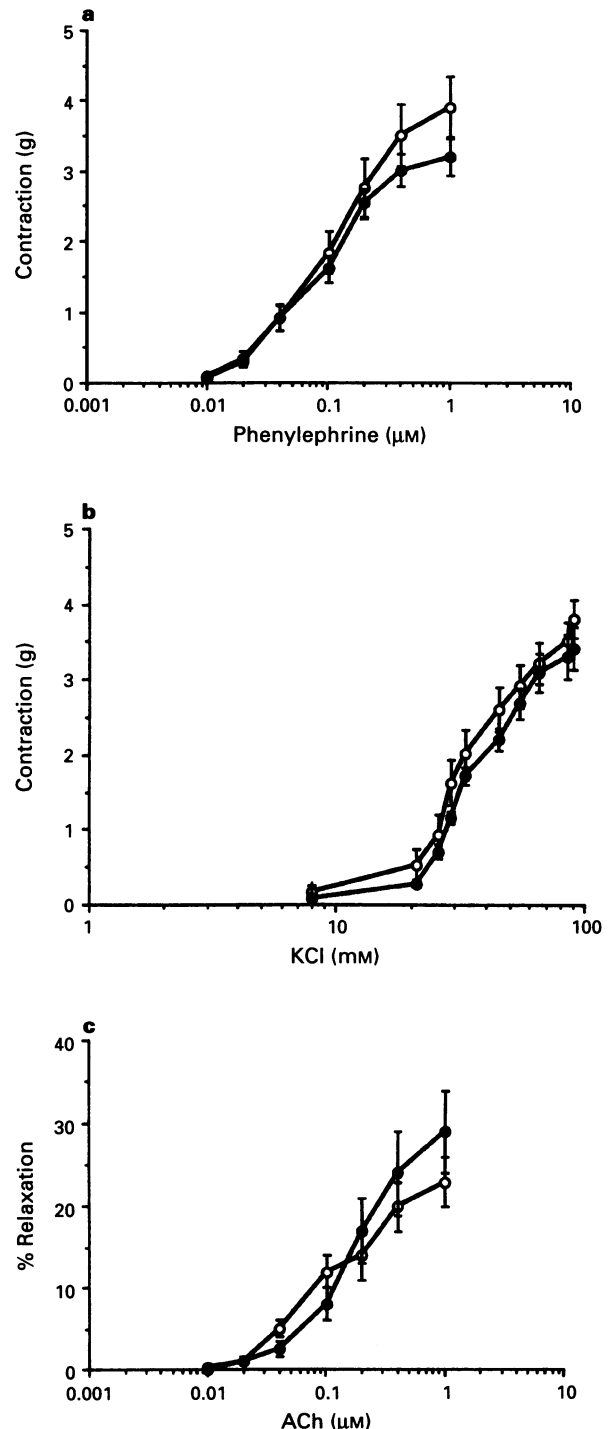 a
5
4
3
2
1
0
Contraction (g)
0.001 0.01 0.1 1 10
Phenylephrine (μM)
b
5
4
3
2
1
0
Contraction (g)
1 10 100
KCl (mM)
c
40
30
20
10
0
% Relaxation
0.001 0.01 0.1 1 10
ACh (μM)